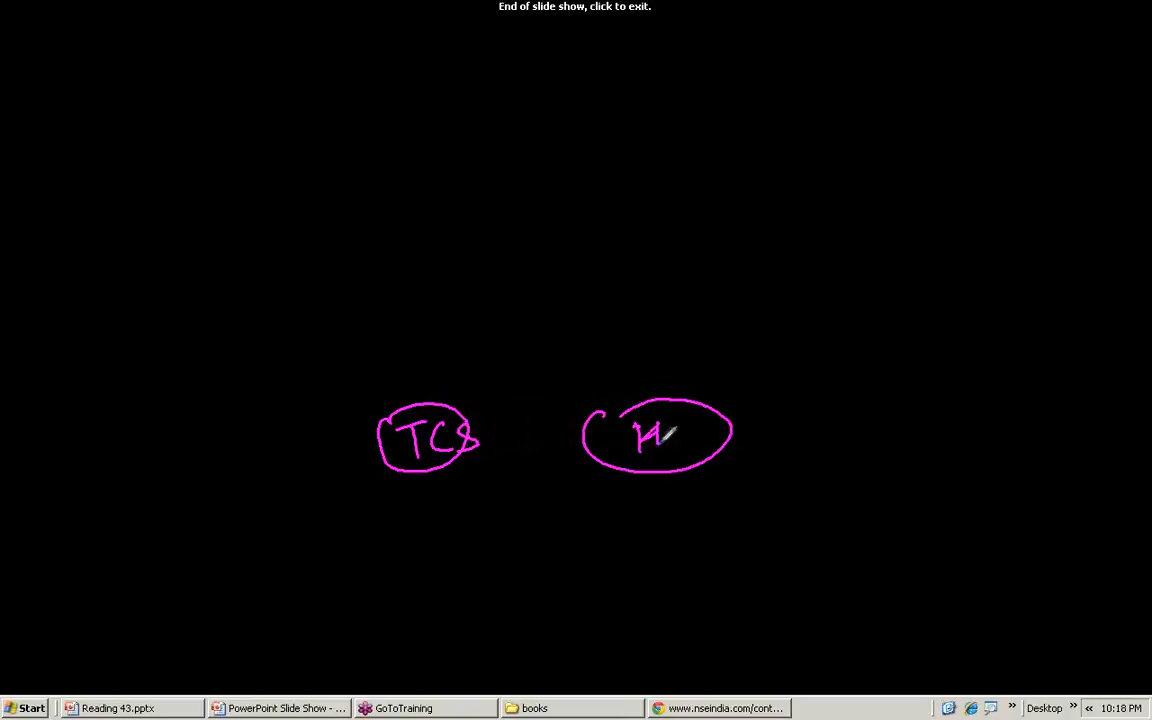 End of slide show, click to exit.
TCS
Start
Reading 43.pptx
PowerPoint Slide Show - ...
GoToTraining
books
www.nseindia.com/cont...
Desktop
10:18 PM